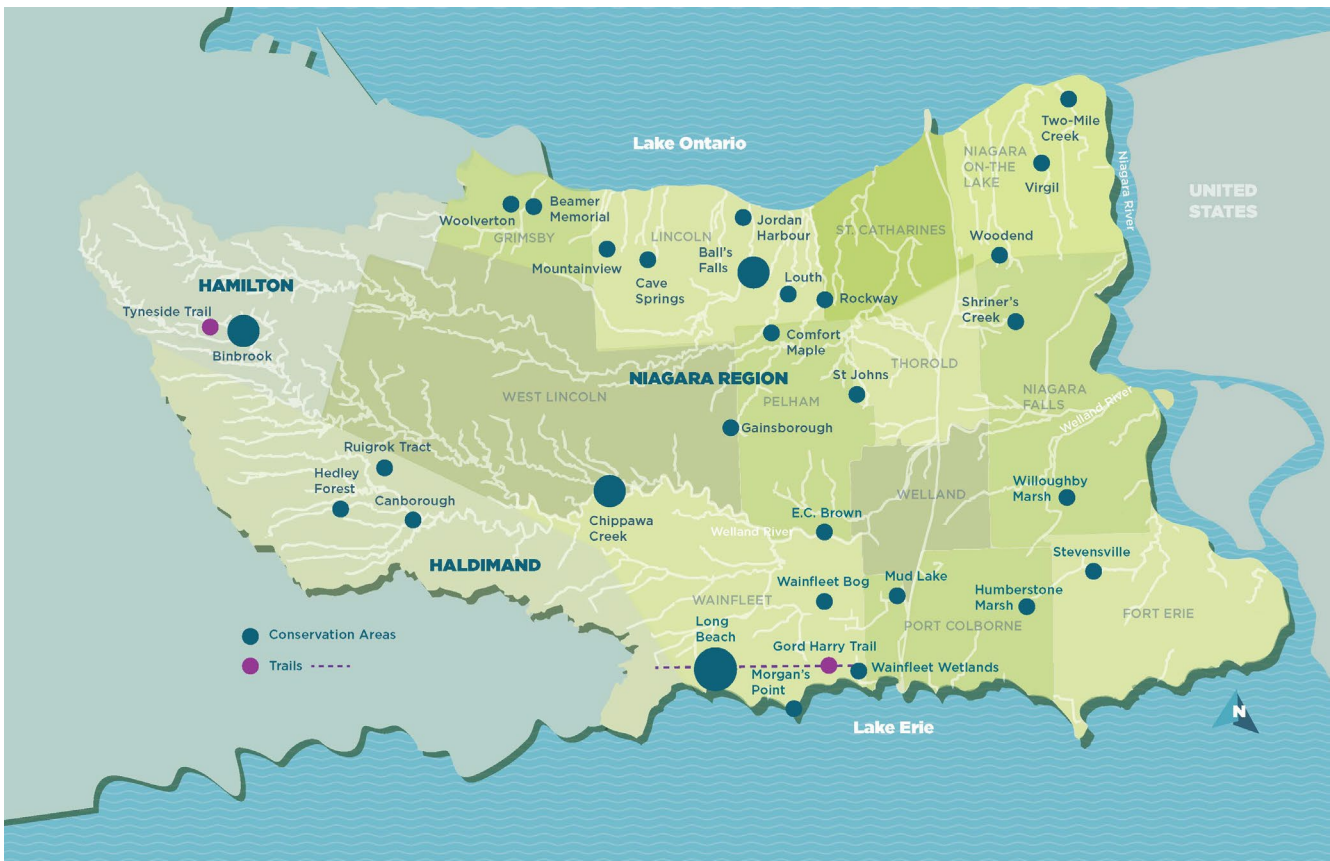 Lake Ontario
Two-Mile
Creek
NIAGARA
ON-THE
LAKE
Virgil
Niagara River
UNITED
STATES
Woolverton
Beamer
Memorial
GRIMSBY
Mountainview
LINCOLN
Cave
Springs
Jordan
Harbour
Ball's
Falls
Louth
ST. CATHARINES
Rockway
Woodend
Shriner's
Creek
HAMILTON
Tyneside Trail
Binbrook
Comfort
Maple
THOROLD
NIAGARA REGION
WEST LINCOLN
PELHAM
St Johns
NIAGARA
FALLS
Welland River
Gainsborough
Ruigrok Tract
Hedley
Forest
Canborough
Chippawa
Creek
WELLAND
Willoughby
Marsh
E.C. Brown
Welland River
HALDIMAND
Stevensville
Wainfleet Bog
Mud Lake
Humberstone
Marsh
WAINFLEET
FORT ERIE
PORT COLBORNE
Long
Beach
Gord Harry Trail
Wainfleet Wetlands
Morgan's
Point
Conservation Areas
Trails
Lake Erie
N